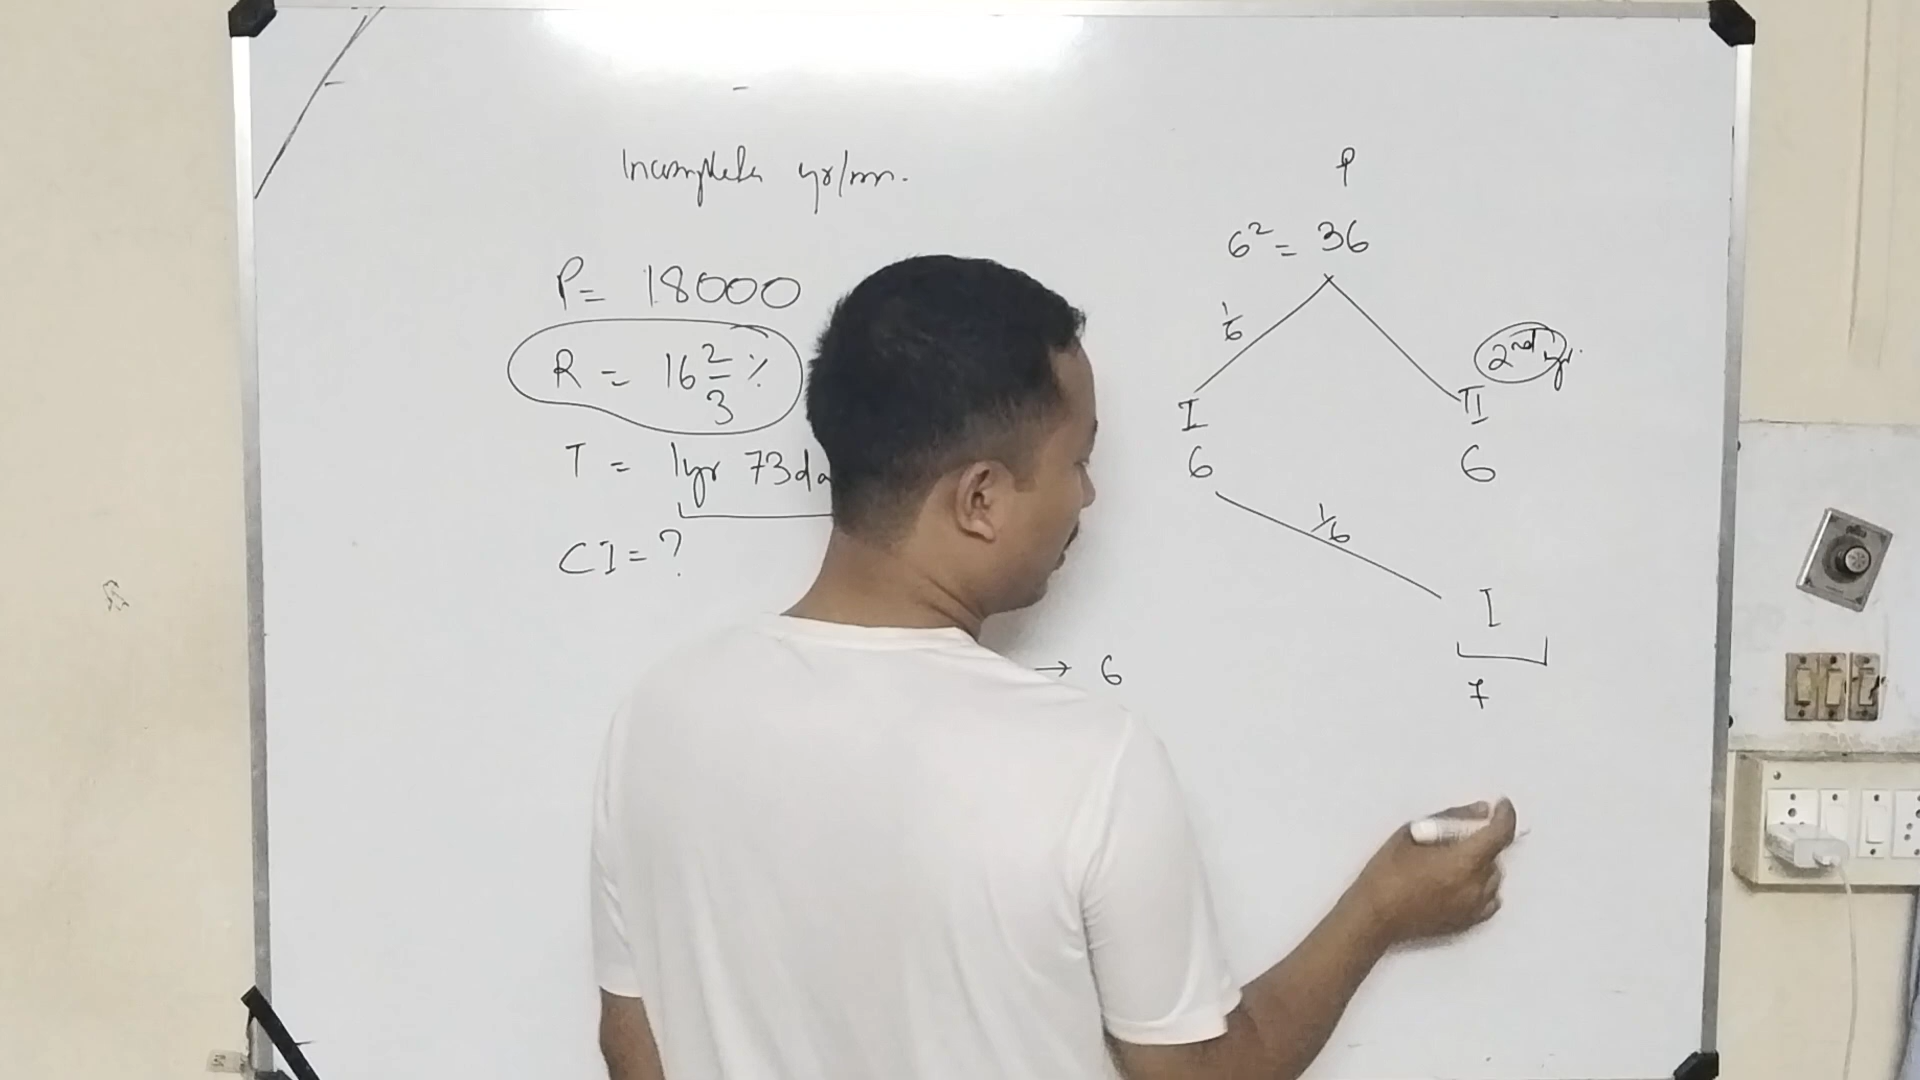 Incomplete yr/mn.
P= 18000
R = 16 2/3 %
T = 1yr 73da
CI = ?
→ 6
P
6² = 36
1/6
2nd yr.
I
II
6
6
1/6
1
7